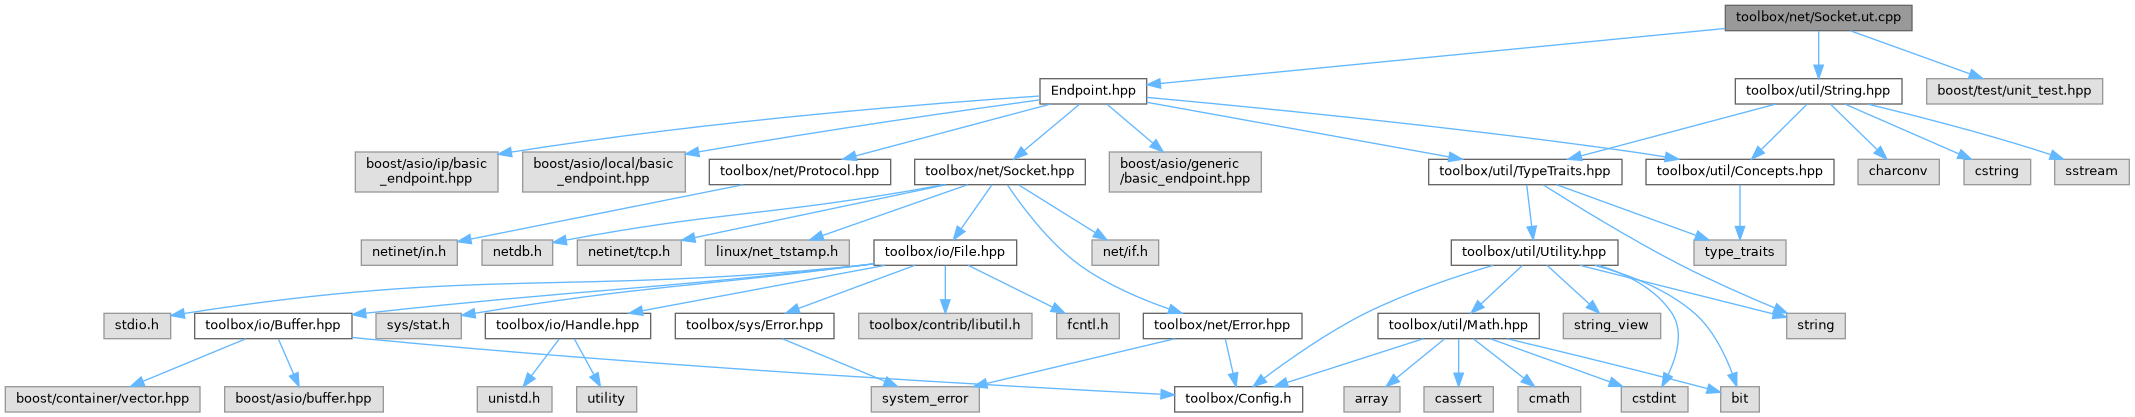 toolbox/net/Socket.ut.cpp
Endpoint.hpp
toolbox/util/String.hpp
boost/test/unit_test.hpp
boost/asio/ip/basic
_endpoint.hpp
boost/asio/local/basic
_endpoint.hpp
toolbox/net/Protocol.hpp
toolbox/net/Socket.hpp
boost/asio/generic
/basic_endpoint.hpp
toolbox/util/TypeTraits.hpp
toolbox/util/Concepts.hpp
charconv
cstring
sstream
netinet/in.h
netdb.h
netinet/tcp.h
linux/net_tstamp.h
toolbox/io/File.hpp
net/if.h
toolbox/util/Utility.hpp
type_traits
stdio.h
toolbox/io/Buffer.hpp
sys/stat.h
toolbox/io/Handle.hpp
toolbox/sys/Error.hpp
toolbox/contrib/libutil.h
fcntl.h
toolbox/net/Error.hpp
toolbox/util/Math.hpp
string_view
string
boost/container/vector.hpp
boost/asio/buffer.hpp
unistd.h
utility
system_error
toolbox/Config.h
array
cassert
cmath
cstdint
bit